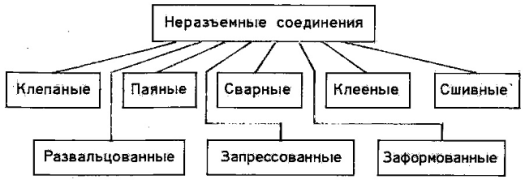 Неразъемные соединения
Клепаные Паяные Сварные Клееные Сшивные
Развальцованные Запрессованные Заформованные